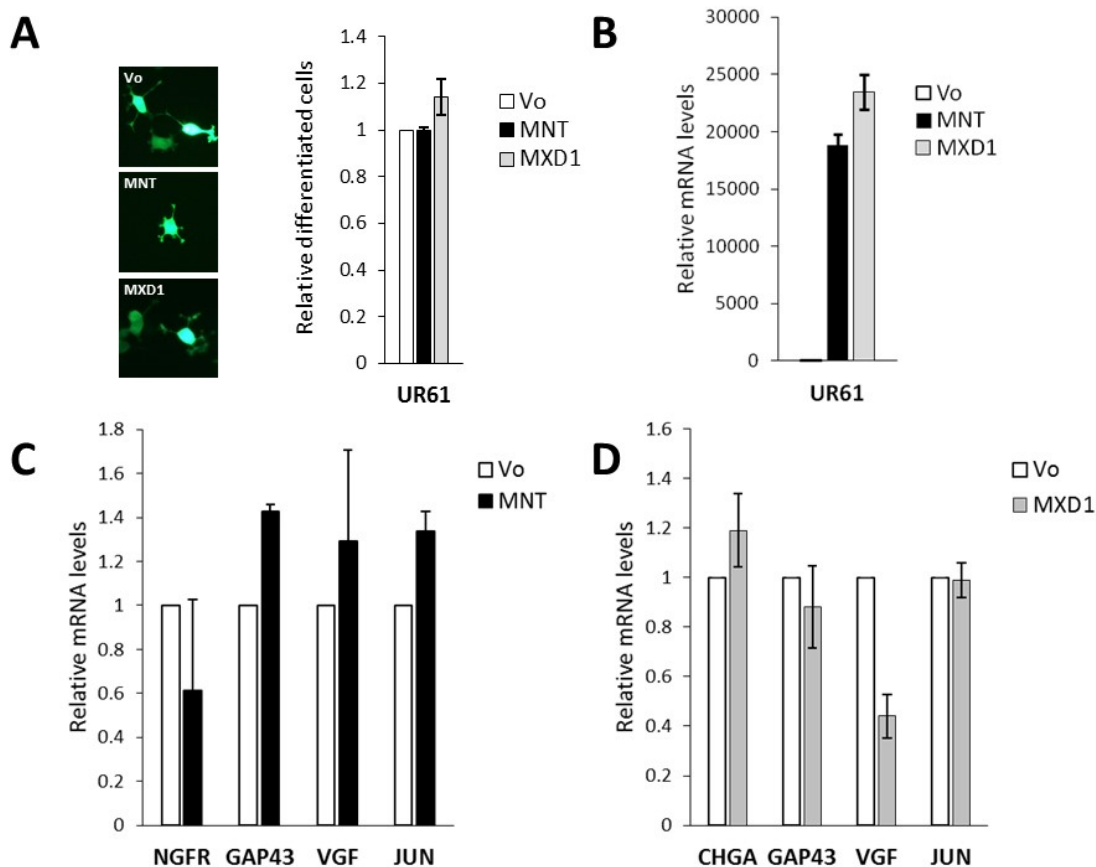 A
Vo
MNT
MXD1
Relative differentiated cells
1.4
1.2
1
0.8
0.6
0.4
0.2
0
UR61
Vo
MNT
MXD1
B
Relative mRNA levels
30000
25000
20000
15000
10000
5000
0
UR61
Vo
MNT
MXD1
C
Relative mRNA levels
1.8
1.6
1.4
1.2
1
0.8
0.6
0.4
0.2
0
NGFR GAP43 VGF JUN
Vo
MNT
D
Relative mRNA levels
1.6
1.4
1.2
1
0.8
0.6
0.4
0.2
0
CHGA GAP43 VGF JUN
Vo
MXD1